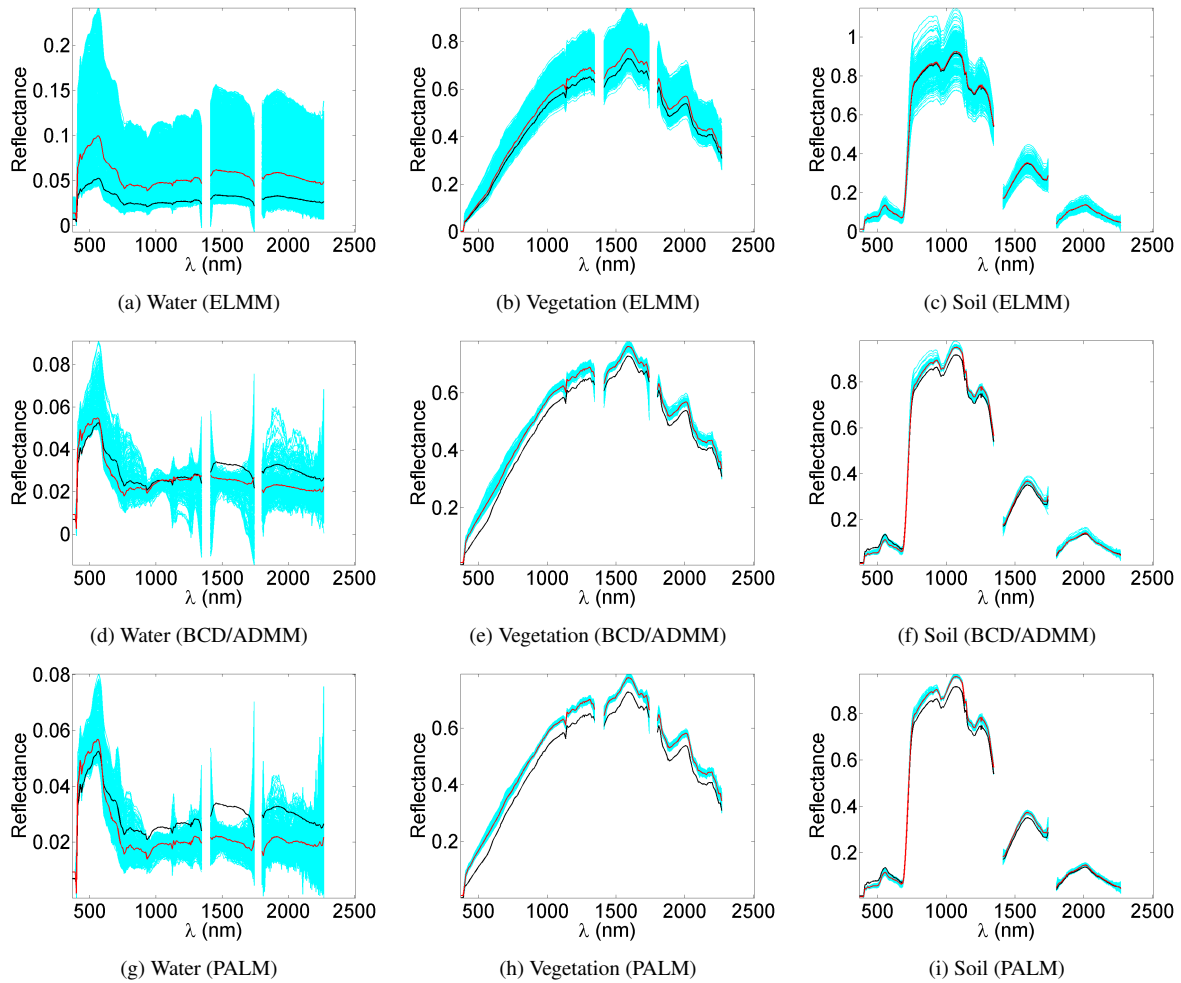 Reflectance
0.2
0.15
0.1
0.05
0
500 1000 1500 2000 2500
λ (nm)
(a) Water (ELMM)
Reflectance
0.8
0.6
0.4
0.2
0
500 1000 1500 2000 2500
λ (nm)
(b) Vegetation (ELMM)
Reflectance
1
0.8
0.6
0.4
0.2
0
500 1000 1500 2000 2500
λ (nm)
(c) Soil (ELMM)
Reflectance
0.08
0.06
0.04
0.02
0
500 1000 1500 2000 2500
λ (nm)
(d) Water (BCD/ADMM)
Reflectance
0.6
0.4
0.2
500 1000 1500 2000 2500
λ (nm)
(e) Vegetation (BCD/ADMM)
Reflectance
0.8
0.6
0.4
0.2
500 1000 1500 2000 2500
λ (nm)
(f) Soil (BCD/ADMM)
Reflectance
0.08
0.06
0.04
0.02
500 1000 1500 2000 2500
λ (nm)
(g) Water (PALM)
Reflectance
0.6
0.4
0.2
500 1000 1500 2000 2500
λ (nm)
(h) Vegetation (PALM)
Reflectance
0.8
0.6
0.4
0.2
500 1000 1500 2000 2500
λ (nm)
(i) Soil (PALM)